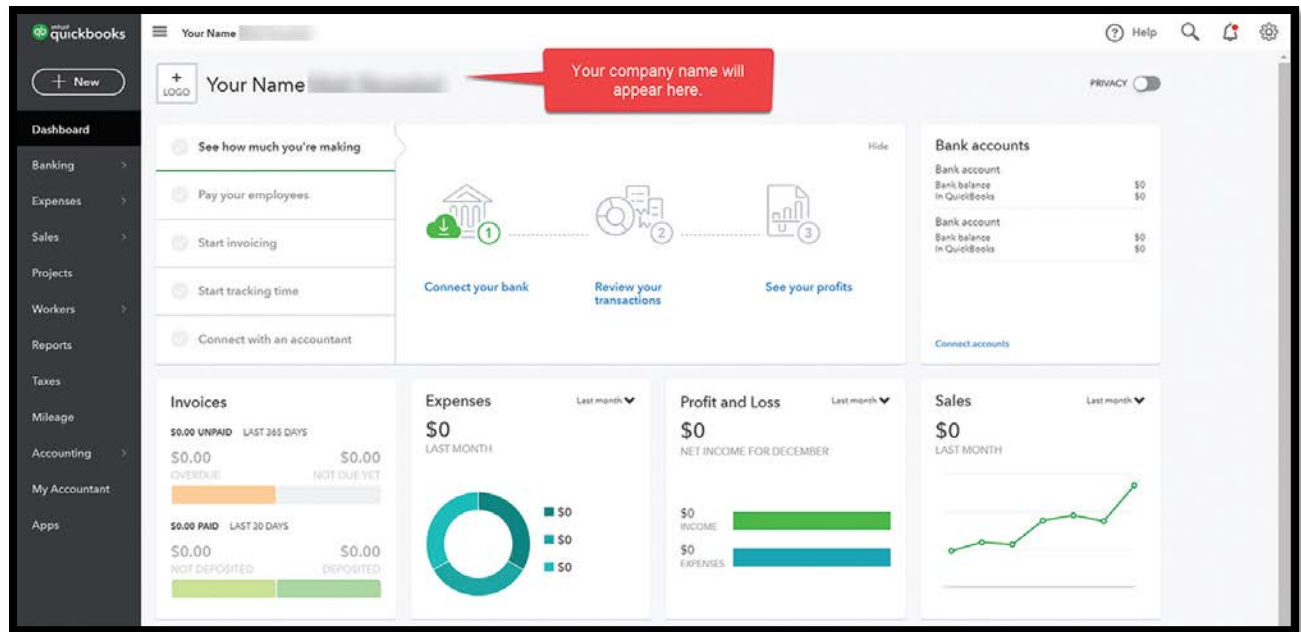 intuit
quickbooks
Your Name
Help
+ New
+
LOGO
Your Name
Your company name will
appear here.
PRIVACY
Dashboard
Banking
Expenses
Sales
Projects
Workers
Reports
Taxes
Mileage
Accounting
My Accountant
Apps
See how much you're making
Pay your employees
Start invoicing
Start tracking time
Connect with an accountant
Hide
1
2
3
Connect your bank
Review your
transactions
See your profits
Bank accounts
Bank account
Bank balance $0
In QuickBooks $0
Bank account
Bank balance $0
In QuickBooks $0
Connect accounts
Invoices
$0.00 UNPAID LAST 365 DAYS
$0.00 $0.00
OVERDUE NOT DUE YET
$0.00 PAID LAST 30 DAYS
$0.00 $0.00
NOT DEPOSITED DEPOSITED
Expenses Last month
$0
LAST MONTH
$0
$0
$0
Profit and Loss Last month
$0
NET INCOME FOR DECEMBER
$0
INCOME
$0
EXPENSES
Sales Last month
$0
LAST MONTH